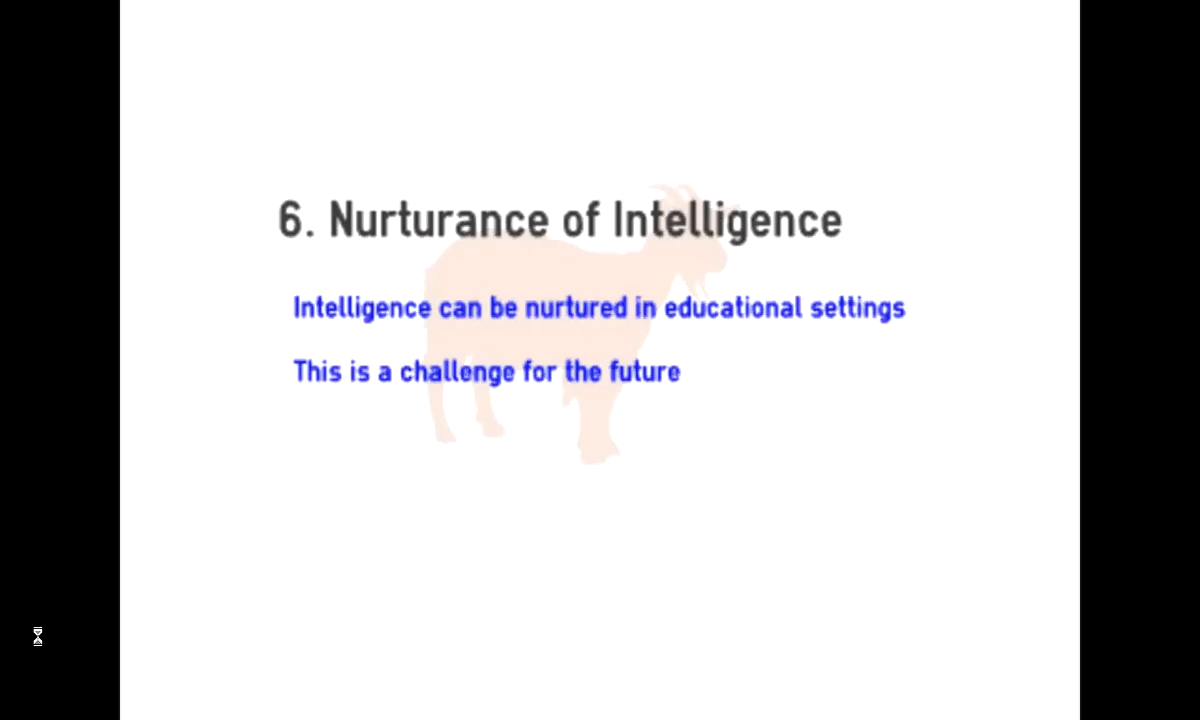 6. Nurturance of Intelligence
Intelligence can be nurtured in educational settings
This is a challenge for the future